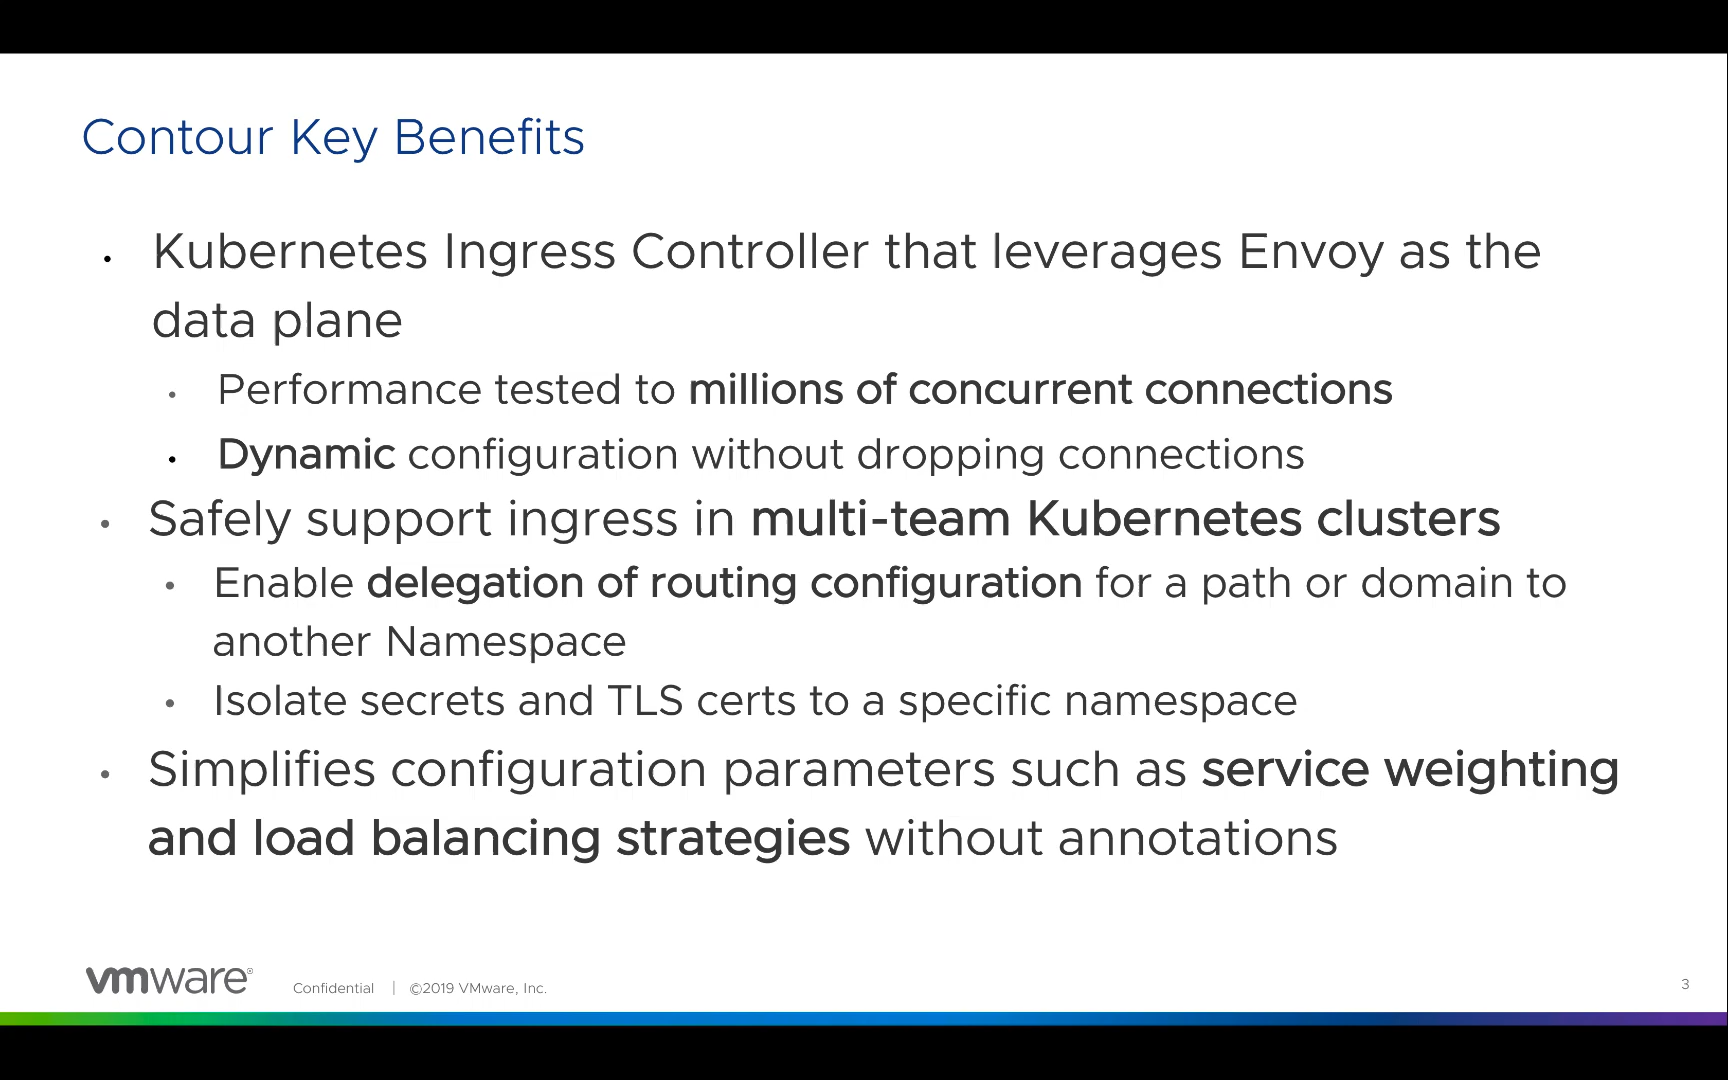 Contour Key Benefits
• Kubernetes Ingress Controller that leverages Envoy as the
data plane
• Performance tested to millions of concurrent connections
• Dynamic configuration without dropping connections
• Safely support ingress in multi-team Kubernetes clusters
• Enable delegation of routing configuration for a path or domain to
another Namespace
• Isolate secrets and TLS certs to a specific namespace
• Simplifies configuration parameters such as service weighting
and load balancing strategies without annotations
vmware® Confidential | ©2019 VMware, Inc. 3